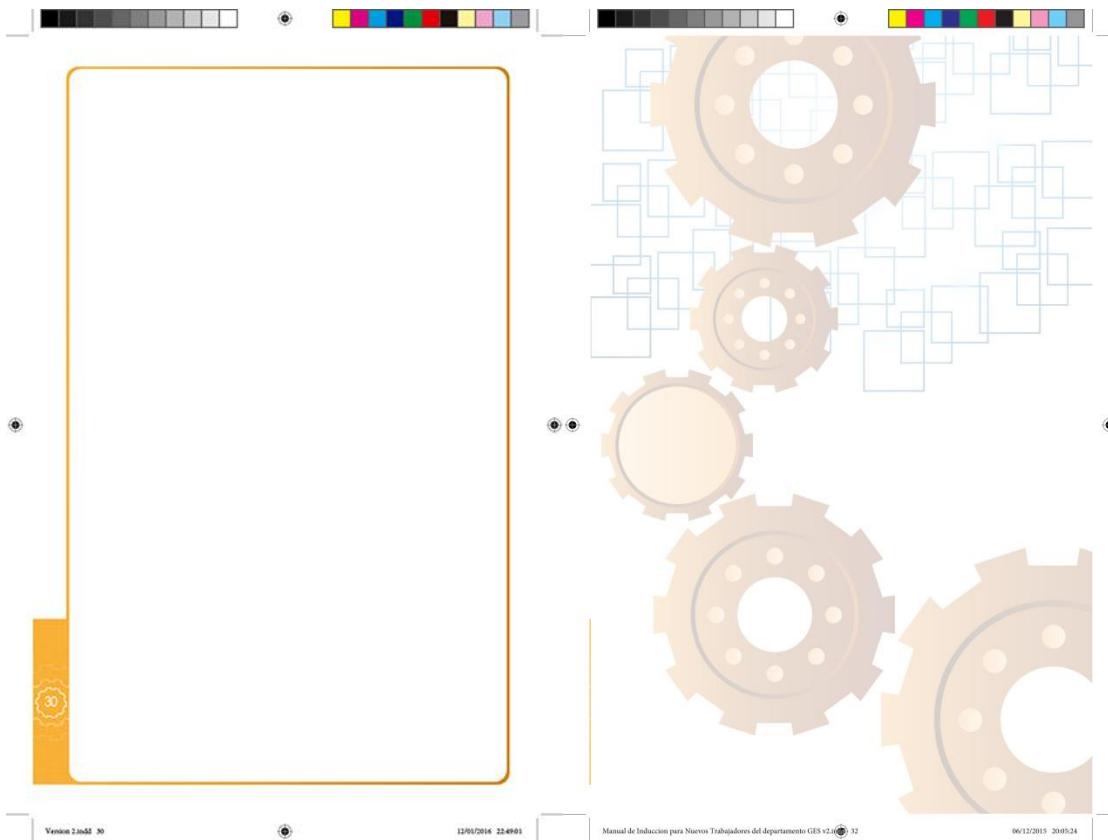 30
Version 2.indd 30
12/01/2016 22:49:01
Manual de Induccion para Nuevos Trabajadores del departamento GES v2.indd 32
06/12/2015 20:05:24